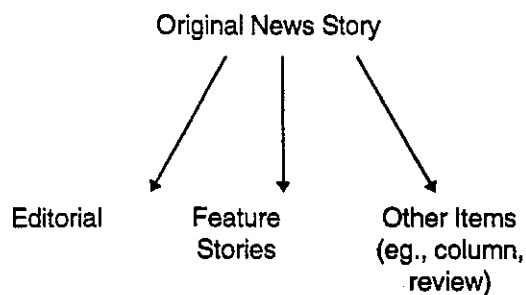 Original News Story
Editorial
Feature
Stories
Other Items
(eg., column,
review)